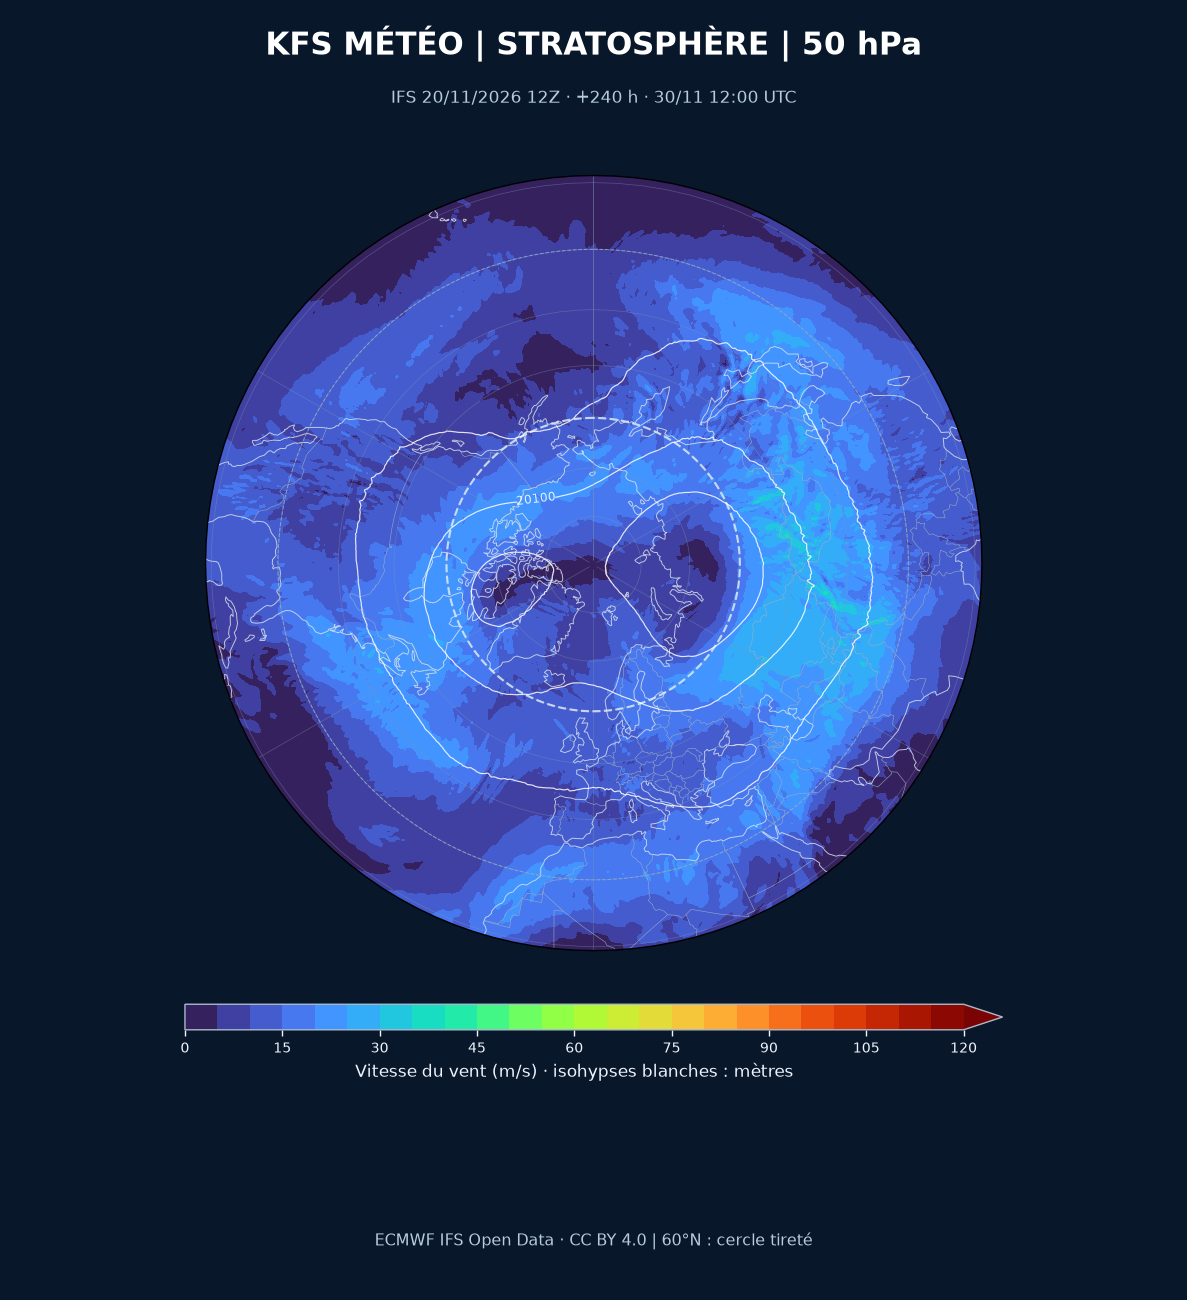 KFS MÉTÉO | STRATOSPHÈRE | 50 hPa
IFS 20/11/2026 12Z · +240 h · 30/11 12:00 UTC
20100
0 15 30 45 60 75 90 105 120
Vitesse du vent (m/s) · isohypses blanches : mètres
ECMWF IFS Open Data · CC BY 4.0 | 60°N : cercle tireté